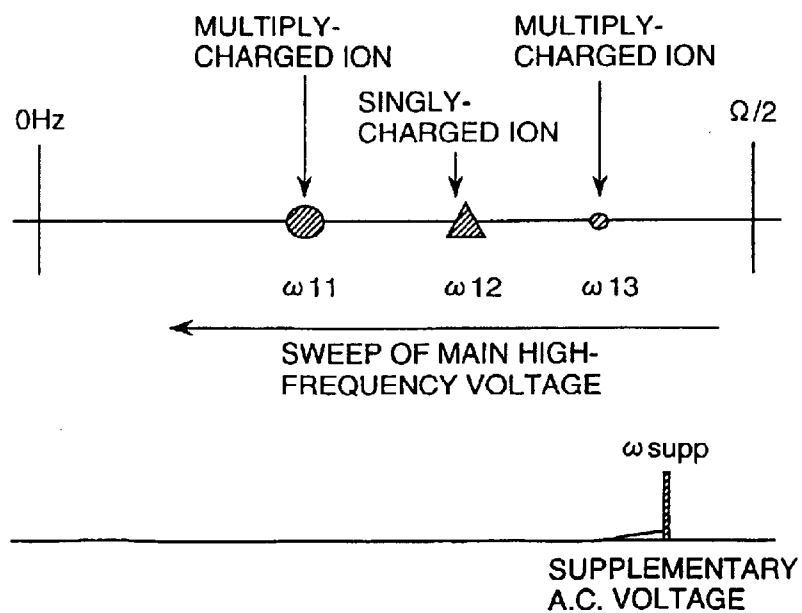 MULTIPLY-
CHARGED ION
MULTIPLY-
CHARGED ION
SINGLY-
CHARGED ION
0Hz
Ω/2
ω11
ω12
ω13
SWEEP OF MAIN HIGH-
FREQUENCY VOLTAGE
ωsupp
SUPPLEMENTARY
A.C. VOLTAGE